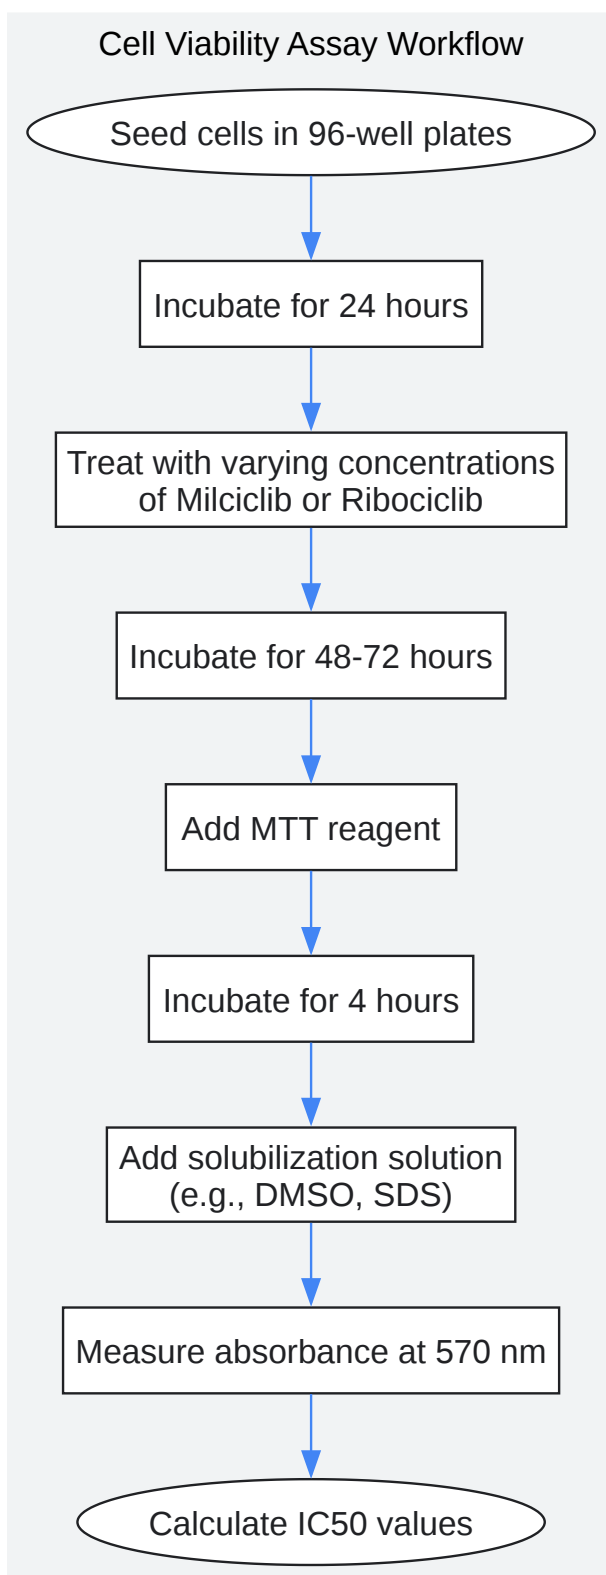 Cell Viability Assay Workflow
Seed cells in 96-well plates
Incubate for 24 hours
Treat with varying concentrations
of Milciclib or Ribociclib
Incubate for 48-72 hours
Add MTT reagent
Incubate for 4 hours
Add solubilization solution
(e.g., DMSO, SDS)
Measure absorbance at 570 nm
Calculate IC50 values